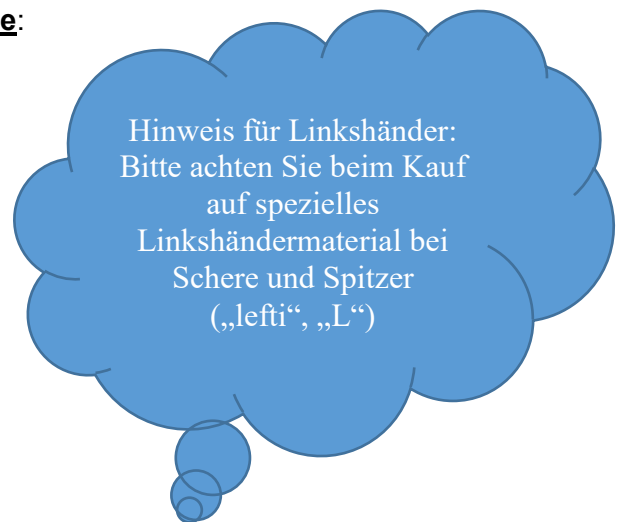 e:
Hinweis für Linkshänder:
Bitte achten Sie beim Kauf
auf spezielles
Linkshändermaterial bei
Schere und Spitzer
(„lefti“, „L“)